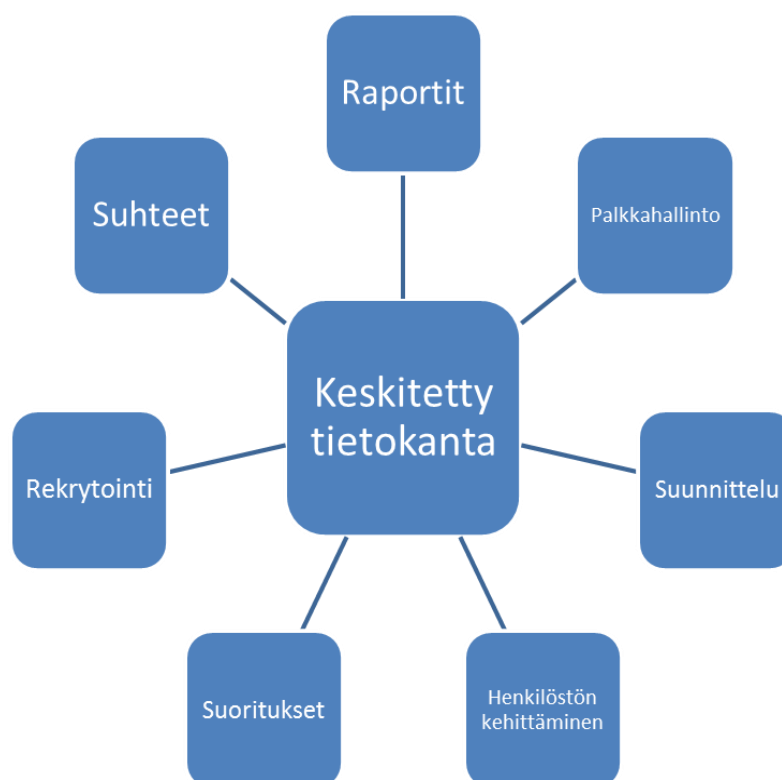 Raportit
Suhteet
Palkkahallinto
Keskitetty
tietokanta
Rekrytointi
Suunnittelu
Suoritukset
Henkilöstön
kehittäminen